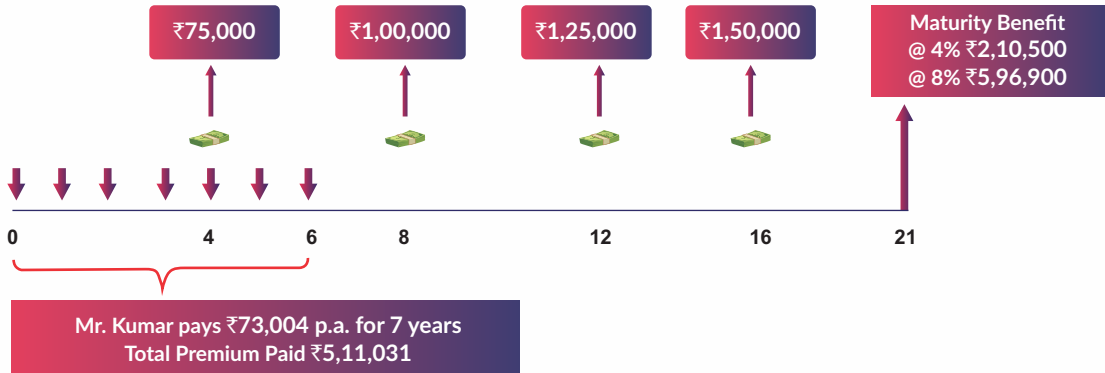 ₹75,000
₹1,00,000
₹1,25,000
₹1,50,000
Maturity Benefit
@ 4% ₹2,10,500
@ 8% ₹5,96,900
0
4
6
8
12
16
21
Mr. Kumar pays ₹73,004 p.a. for 7 years
Total Premium Paid ₹5,11,031